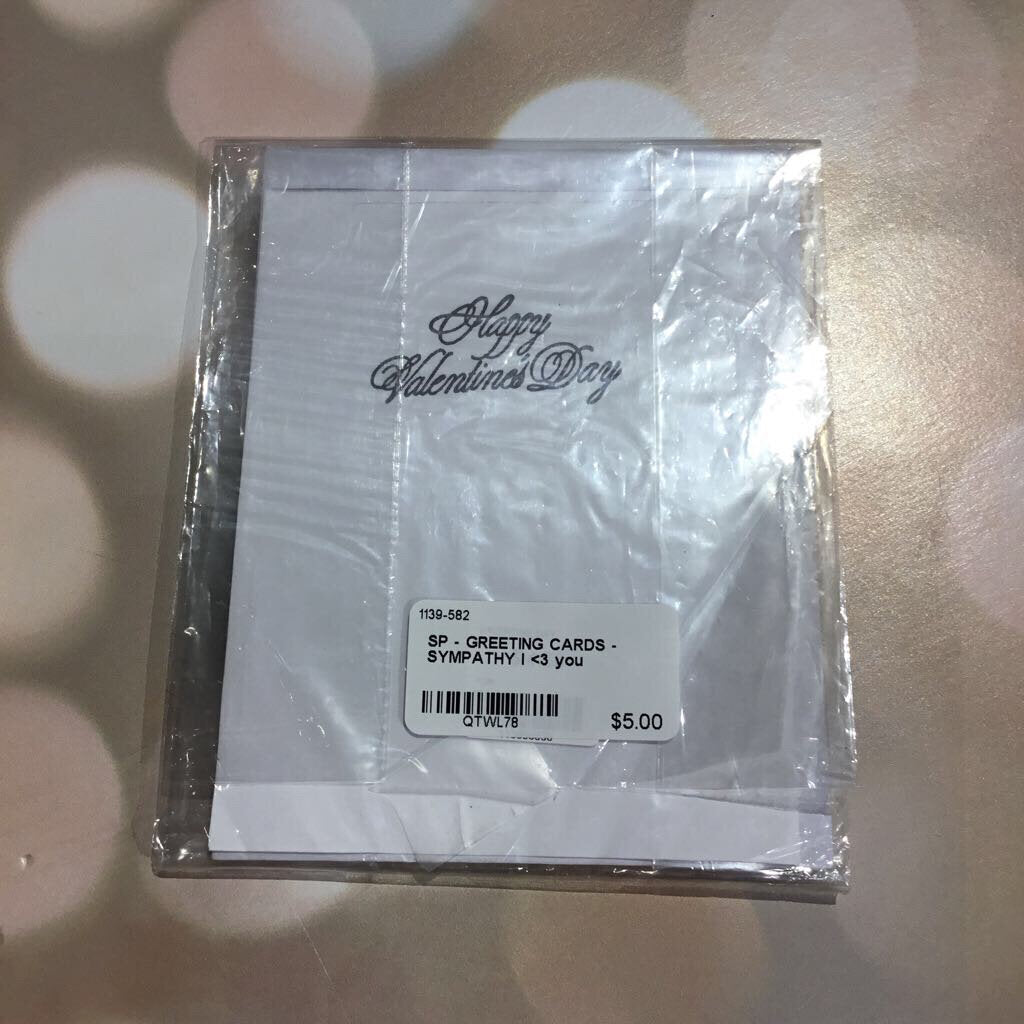 Happy
Valentine's Day
1139-582
SP - GREETING CARDS -
SYMPATHY I <3 you
QTWL78
$5.00